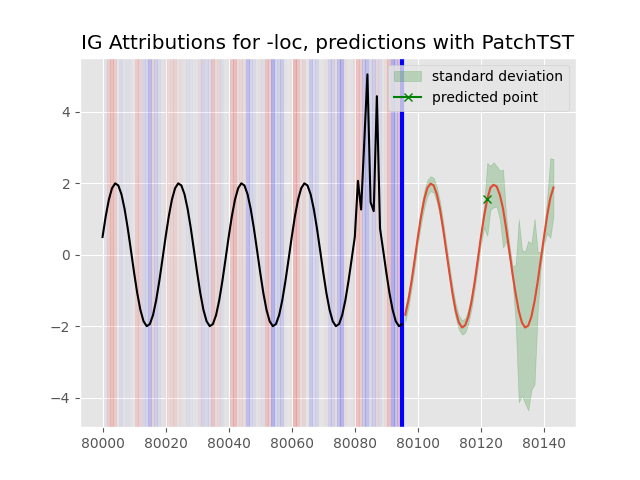 IG Attributions for -loc, predictions with PatchTST
standard deviation
predicted point
4
2
0
−2
−4
80000 80020 80040 80060 80080 80100 80120 80140